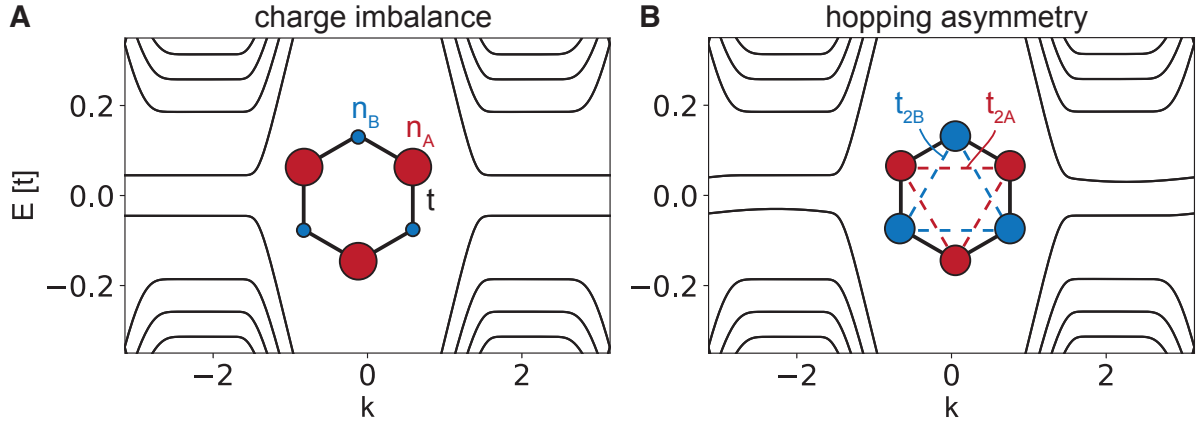 A charge imbalance
B hopping asymmetry
n_B
n_A
t
t_2B
t_2A
E [t]
0.2
0.0
−0.2
−2
0
2
k
−2
0
2
k